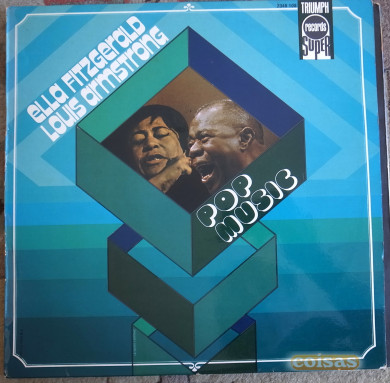 TRIUMPH
records
SUPER
ella Fitzgerald
Louis armstrong
POP
MUSIC
coisas